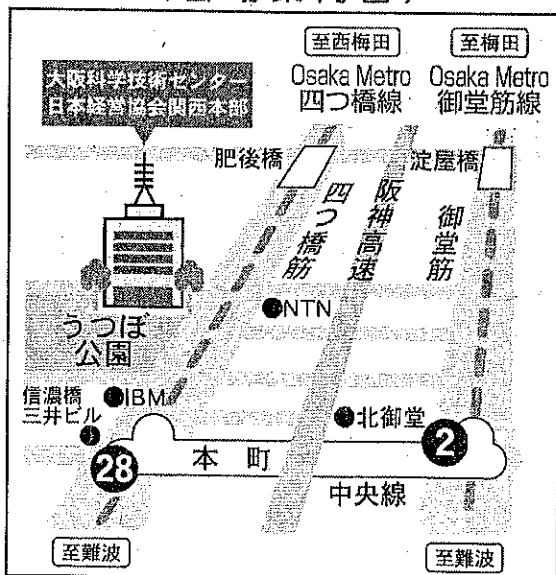 至西梅田
至梅田
Osaka Metro
四つ橋線
Osaka Metro
御堂筋線
大阪科学技術センター
日本経営協会関西本部
肥後橋
淀屋橋
四つ橋筋
阪神高速
御堂筋
NTN
うつぼ
公園
信濃橋
三井ビル
IBM
北御堂
28
本町
2
中央線
至難波
至難波